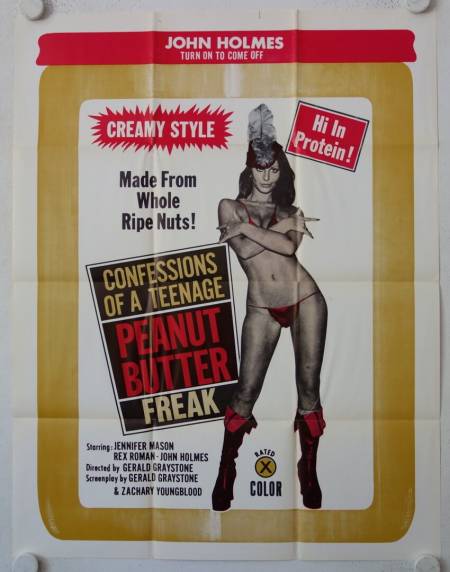 JOHN HOLMES
TURN ON TO COME OFF
CREAMY STYLE
Hi In
Protein!
Made From
Whole
Ripe Nuts!
CONFESSIONS
OF A TEENAGE
PEANUT
BUTTER
FREAK
Starring: JENNIFER MASON
REX ROMAN - JOHN HOLMES
Directed by GERALD GRAYSTONE
Screenplay by GERALD GRAYSTONE
& ZACHARY YOUNGBLOOD
RATED
X
COLOR